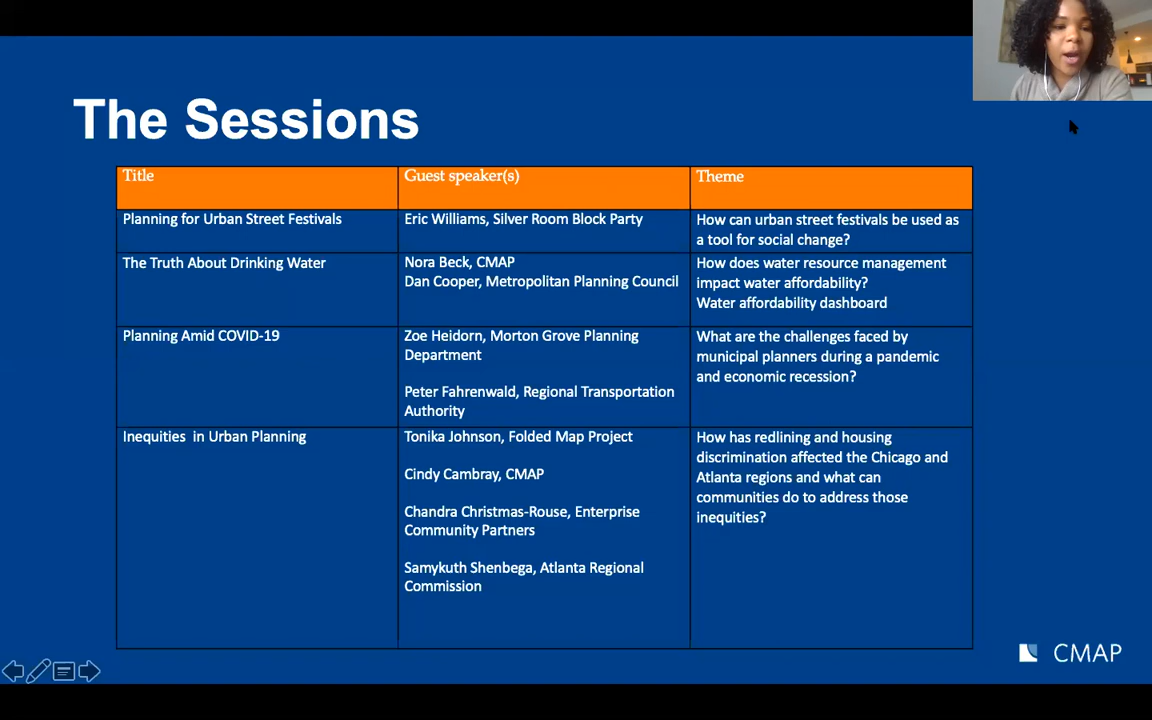 The Sessions
Title
Guest speaker(s)
Theme
Planning for Urban Street Festivals
Eric Williams, Silver Room Block Party
How can urban street festivals be used as
a tool for social change?
The Truth About Drinking Water
Nora Beck, CMAP
Dan Cooper, Metropolitan Planning Council
How does water resource management
impact water affordability?
Water affordability dashboard
Planning Amid COVID-19
Zoe Heidorn, Morton Grove Planning
Department
Peter Fahrenwald, Regional Transportation
Authority
What are the challenges faced by
municipal planners during a pandemic
and economic recession?
Inequities  in Urban Planning
Tonika Johnson, Folded Map Project
Cindy Cambray, CMAP
Chandra Christmas-Rouse, Enterprise
Community Partners
Samykuth Shenbega, Atlanta Regional
Commission
How has redlining and housing
discrimination affected the Chicago and
Atlanta regions and what can
communities do to address those
inequities?
CMAP